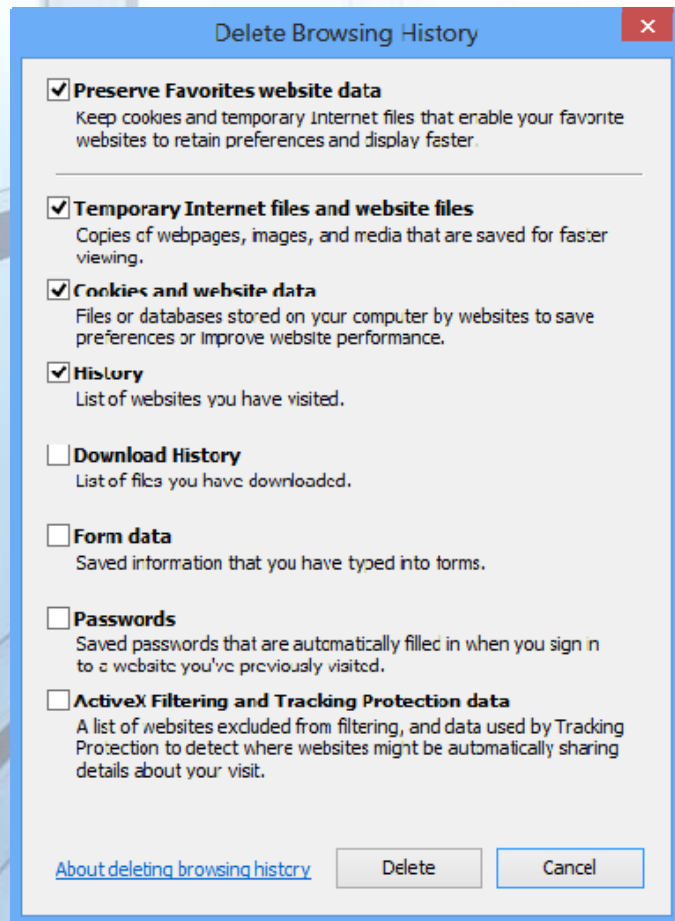 Delete Browsing History
Preserve Favorites website data
Keep cookies and temporary Internet files that enable your favorite
websites to retain preferences and display faster.
Temporary Internet files and website files
Copies of webpages, images, and media that are saved for faster
viewing.
Cookies and website data
Files or databases stored on your computer by websites to save
preferences or improve website performance.
History
List of websites you have visited.
Download History
List of files you have downloaded.
Form data
Saved information that you have typed into forms.
Passwords
Saved passwords that are automatically filled in when you sign in
to a website you've previously visited.
ActiveX Filtering and Tracking Protection data
A list of websites excluded from filtering, and data used by Tracking
Protection to detect where websites might be automatically sharing
details about your visit.
About deleting browsing history Delete Cancel